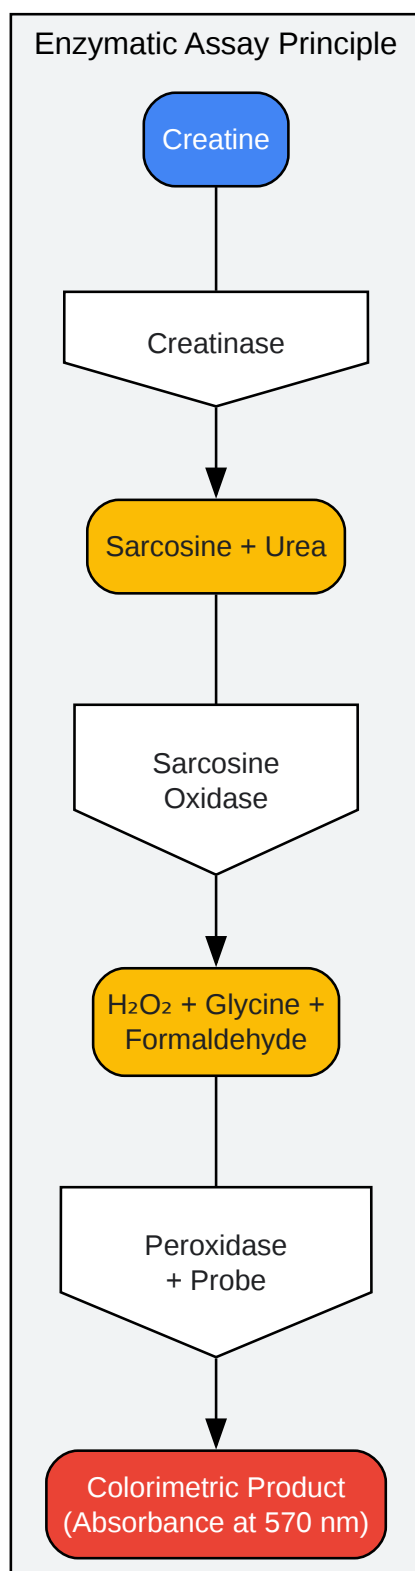 Enzymatic Assay Principle
Creatine
Creatinase
Sarcosine + Urea
Sarcosine
Oxidase
H₂O₂ + Glycine +
Formaldehyde
Peroxidase
+ Probe
Colorimetric Product
(Absorbance at 570 nm)